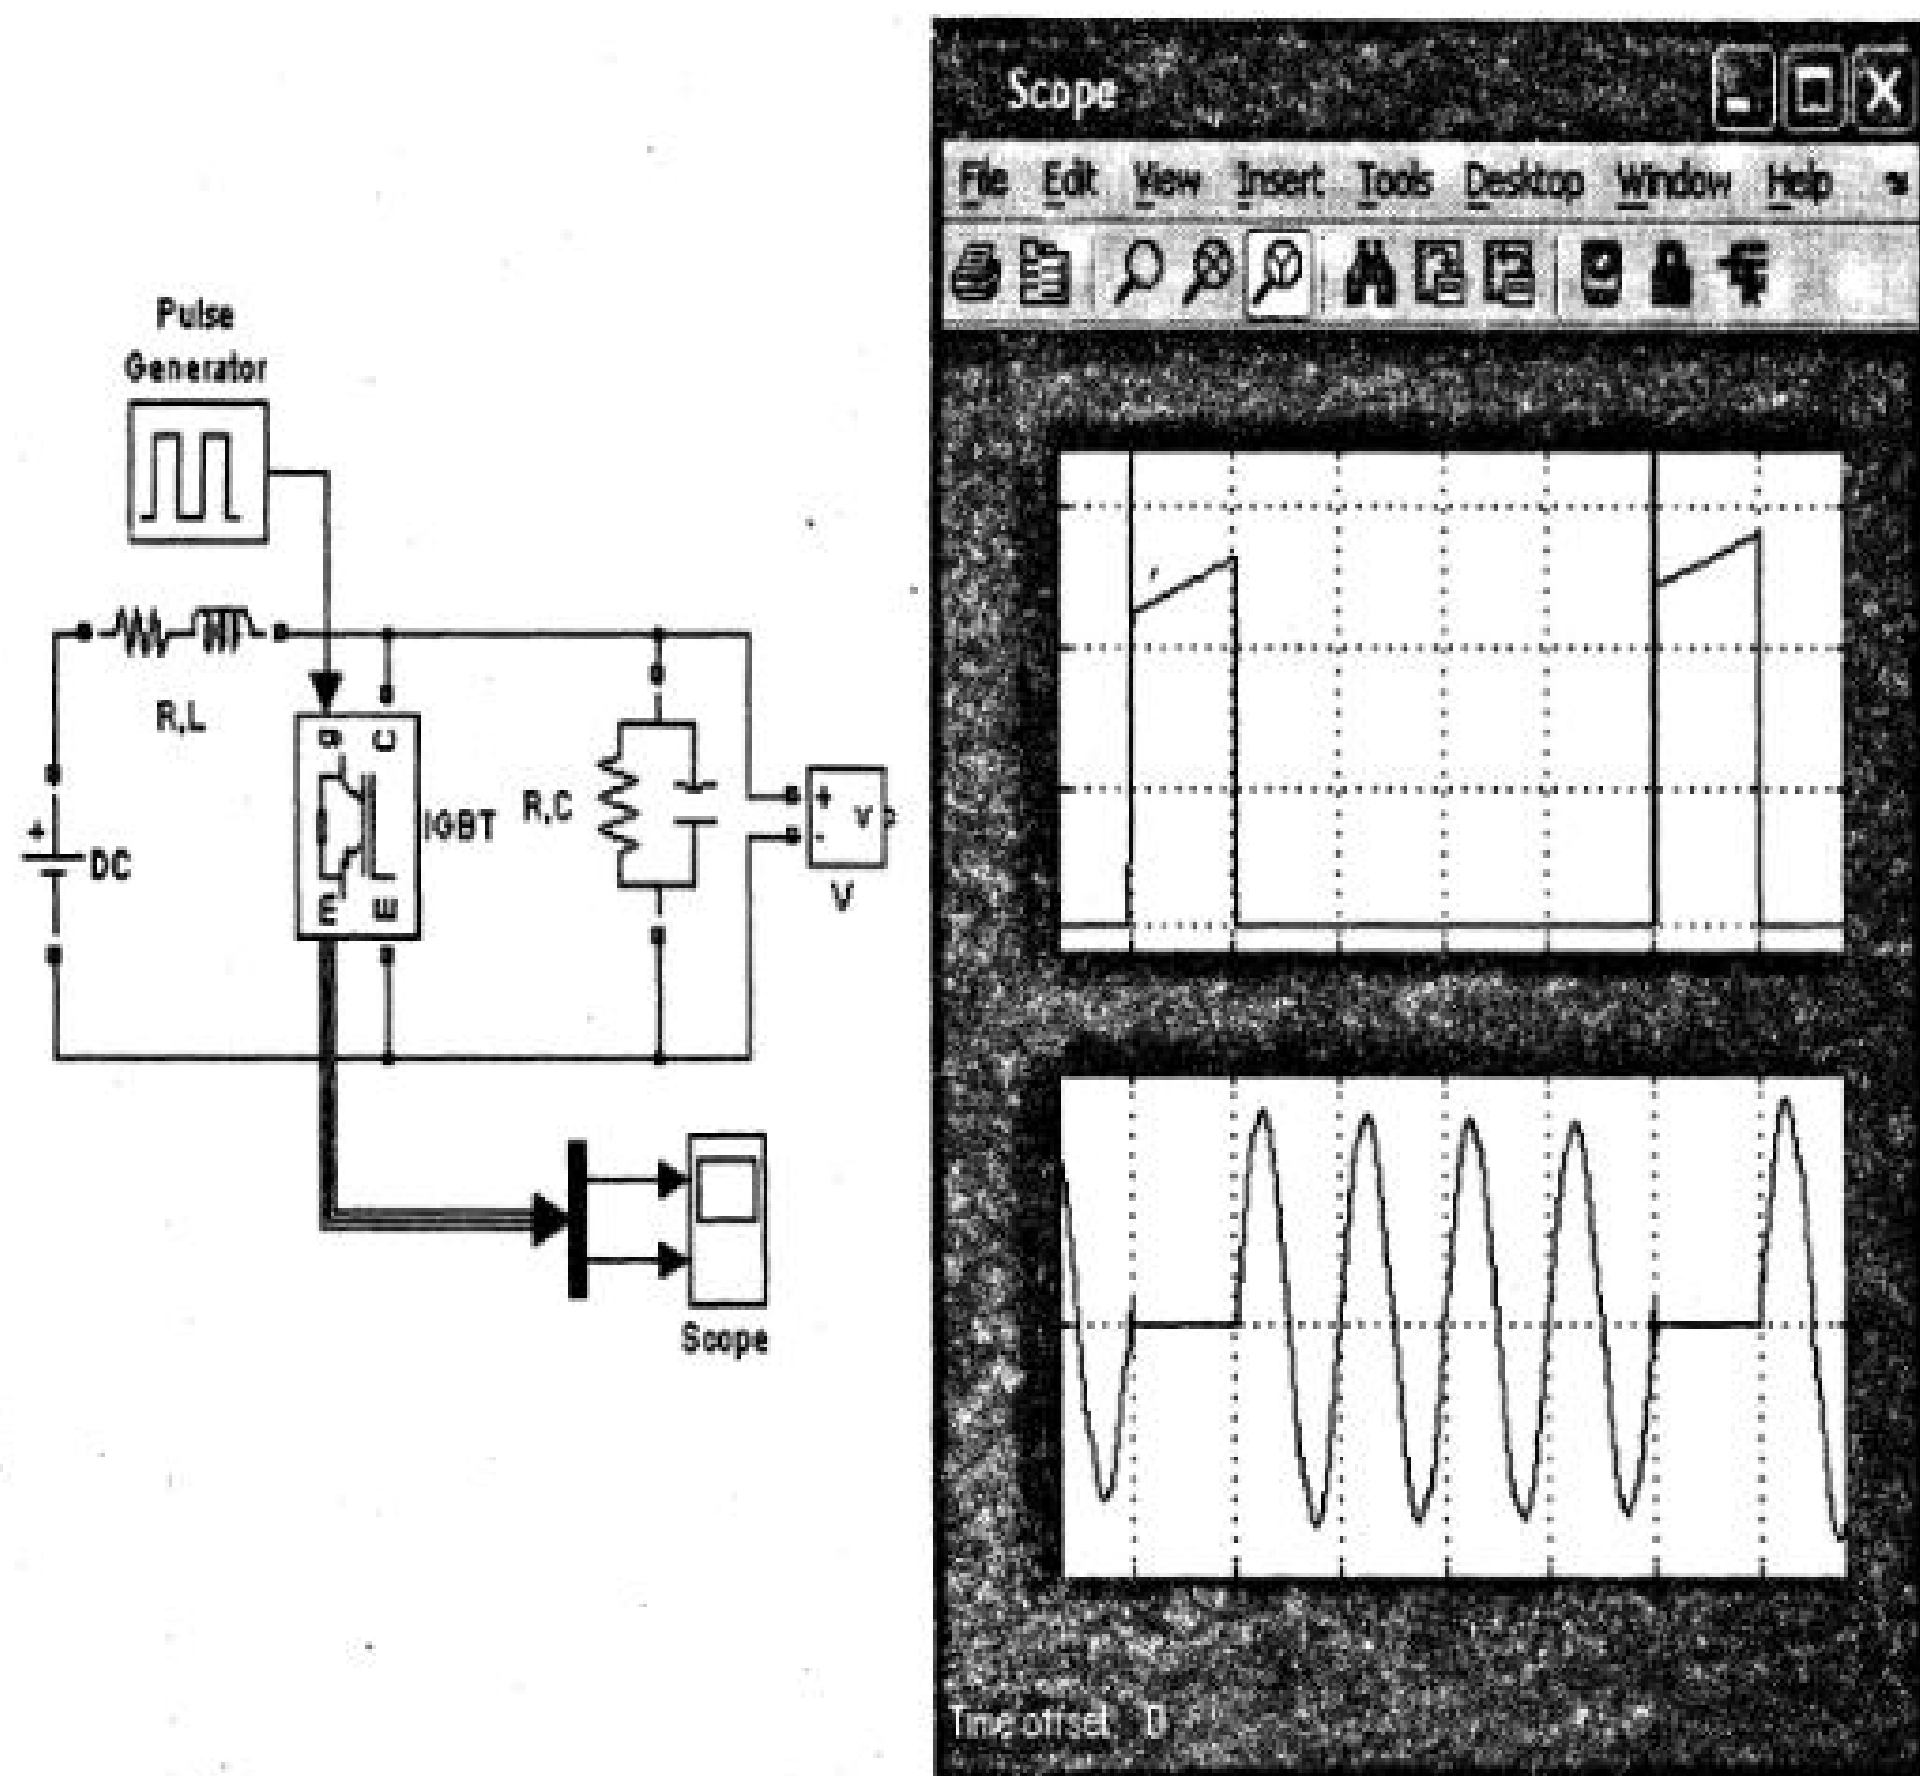 Pulse
Generator
R,L
+
DC
g
C
m
E
IGBT
R,C
+
-
v
V
Scope
Scope
File Edit View Insert Tools Desktop Window Help
Time offset: 0